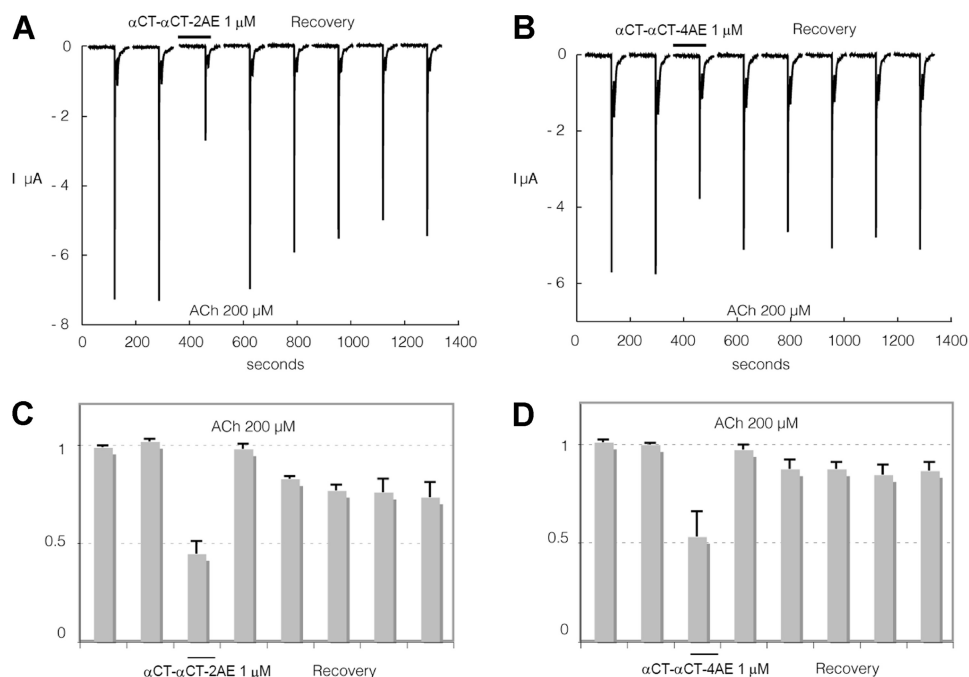 A
αCT-αCT-2AE 1 µM Recovery
0
- 2
- 4
- 6
- 8
I µA
ACh 200 µM
0 200 400 600 800 1000 1200 1400
seconds
B
αCT-αCT-4AE 1 µM Recovery
0
- 2
- 4
- 6
I µA
ACh 200 µM
0 200 400 600 800 1000 1200 1400
seconds
C
ACh 200 µM
1
0.5
0
αCT-αCT-2AE 1 µM Recovery
D
ACh 200 µM
1
0.5
0
αCT-αCT-4AE 1 µM Recovery